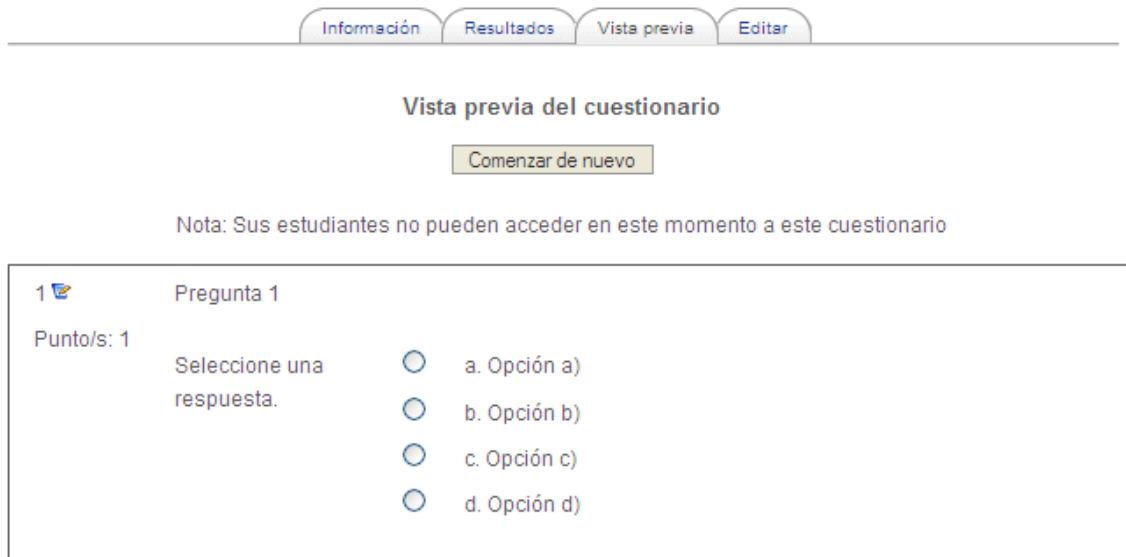 Información Resultados Vista previa Editar
Vista previa del cuestionario
Comenzar de nuevo
Nota: Sus estudiantes no pueden acceder en este momento a este cuestionario
1 Pregunta 1
Punto/s: 1
Seleccione una
respuesta.
a. Opción a)
b. Opción b)
c. Opción c)
d. Opción d)